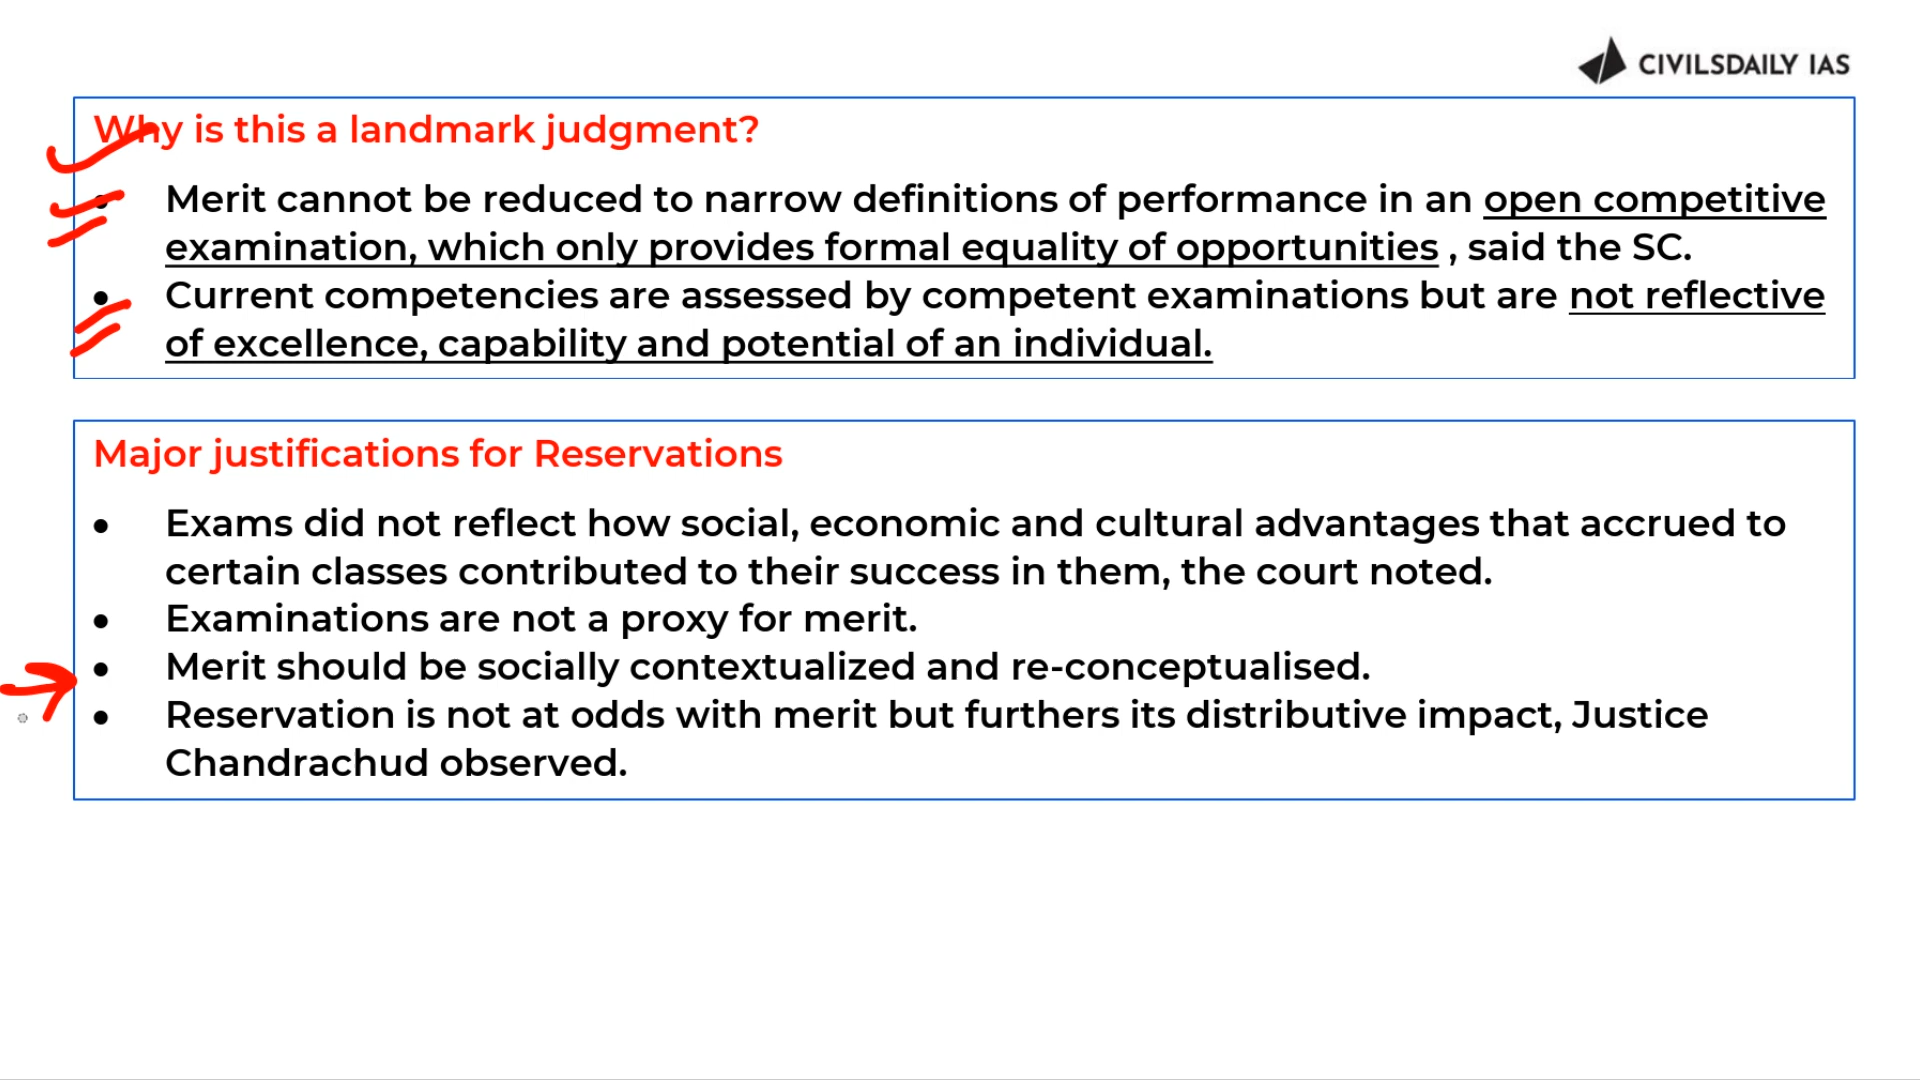 CIVILSDAILY IAS
Why is this a landmark judgment?
● Merit cannot be reduced to narrow definitions of performance in an open competitive
examination, which only provides formal equality of opportunities , said the SC.
● Current competencies are assessed by competent examinations but are not reflective
of excellence, capability and potential of an individual.
Major justifications for Reservations
● Exams did not reflect how social, economic and cultural advantages that accrued to
certain classes contributed to their success in them, the court noted.
● Examinations are not a proxy for merit.
● Merit should be socially contextualized and re-conceptualised.
● Reservation is not at odds with merit but furthers its distributive impact, Justice
Chandrachud observed.